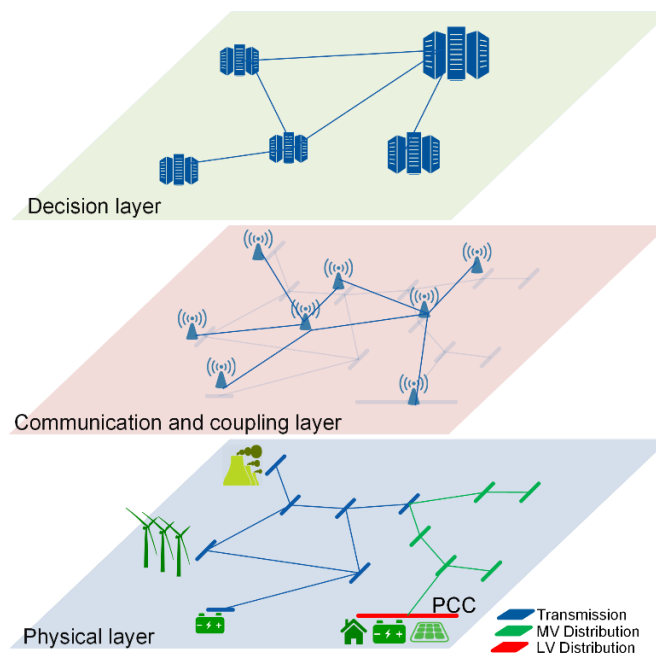 Decision layer
Communication and coupling layer
PCC
Physical layer
Transmission
MV Distribution
LV Distribution